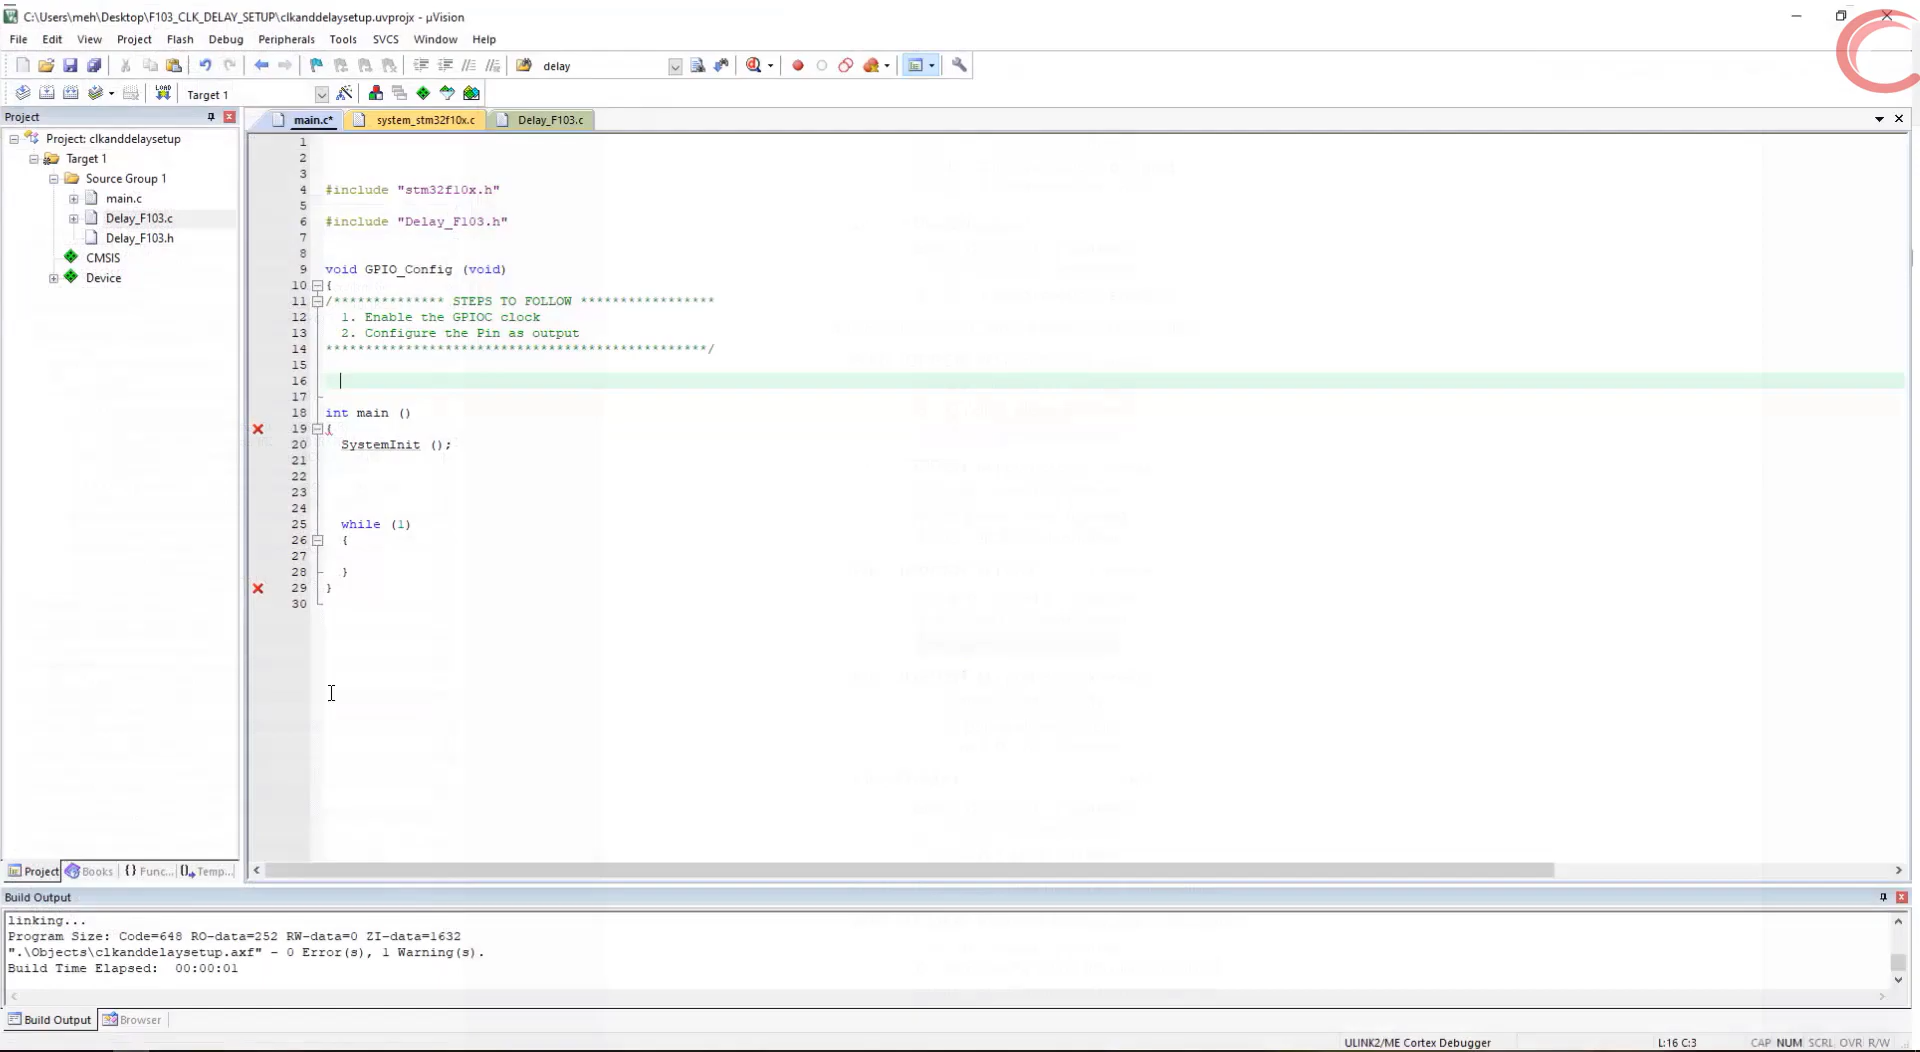 C:\Users\meh\Desktop\F103_CLK_DELAY_SETUP\clkanddelaysetup.uvprojx - µVision
File Edit View Project Flash Debug Peripherals Tools SVCS Window Help
delay
LOAD Target 1
Project
main.c* system_stm32f10x.c Delay_F103.c
Project: clkanddelaysetup
Target 1
Source Group 1
main.c
Delay_F103.c
Delay_F103.h
CMSIS
Device
1
2
3
4 #include "stm32f10x.h"
5
6 #include "Delay_F103.h"
7
8
9 void GPIO_Config (void)
10 {
11 /************** STEPS TO FOLLOW *****************
12 1. Enable the GPIOC clock
13 2. Configure the Pin as output
14 ************************************************/
15
16
17
18 int main ()
19 {
20 SystemInit ();
21
22
23
24
25 while (1)
26 {
27
28 }
29 }
30
Project Books {} Func... Temp...
Build Output
linking...
Program Size: Code=648 RO-data=252 RW-data=0 ZI-data=1632
".\Objects\clkanddelaysetup.axf" - 0 Error(s), 1 Warning(s).
Build Time Elapsed:  00:00:01
Build Output Browser
ULINK2/ME Cortex Debugger L:16 C:3 CAP NUM SCRL OVR R/W